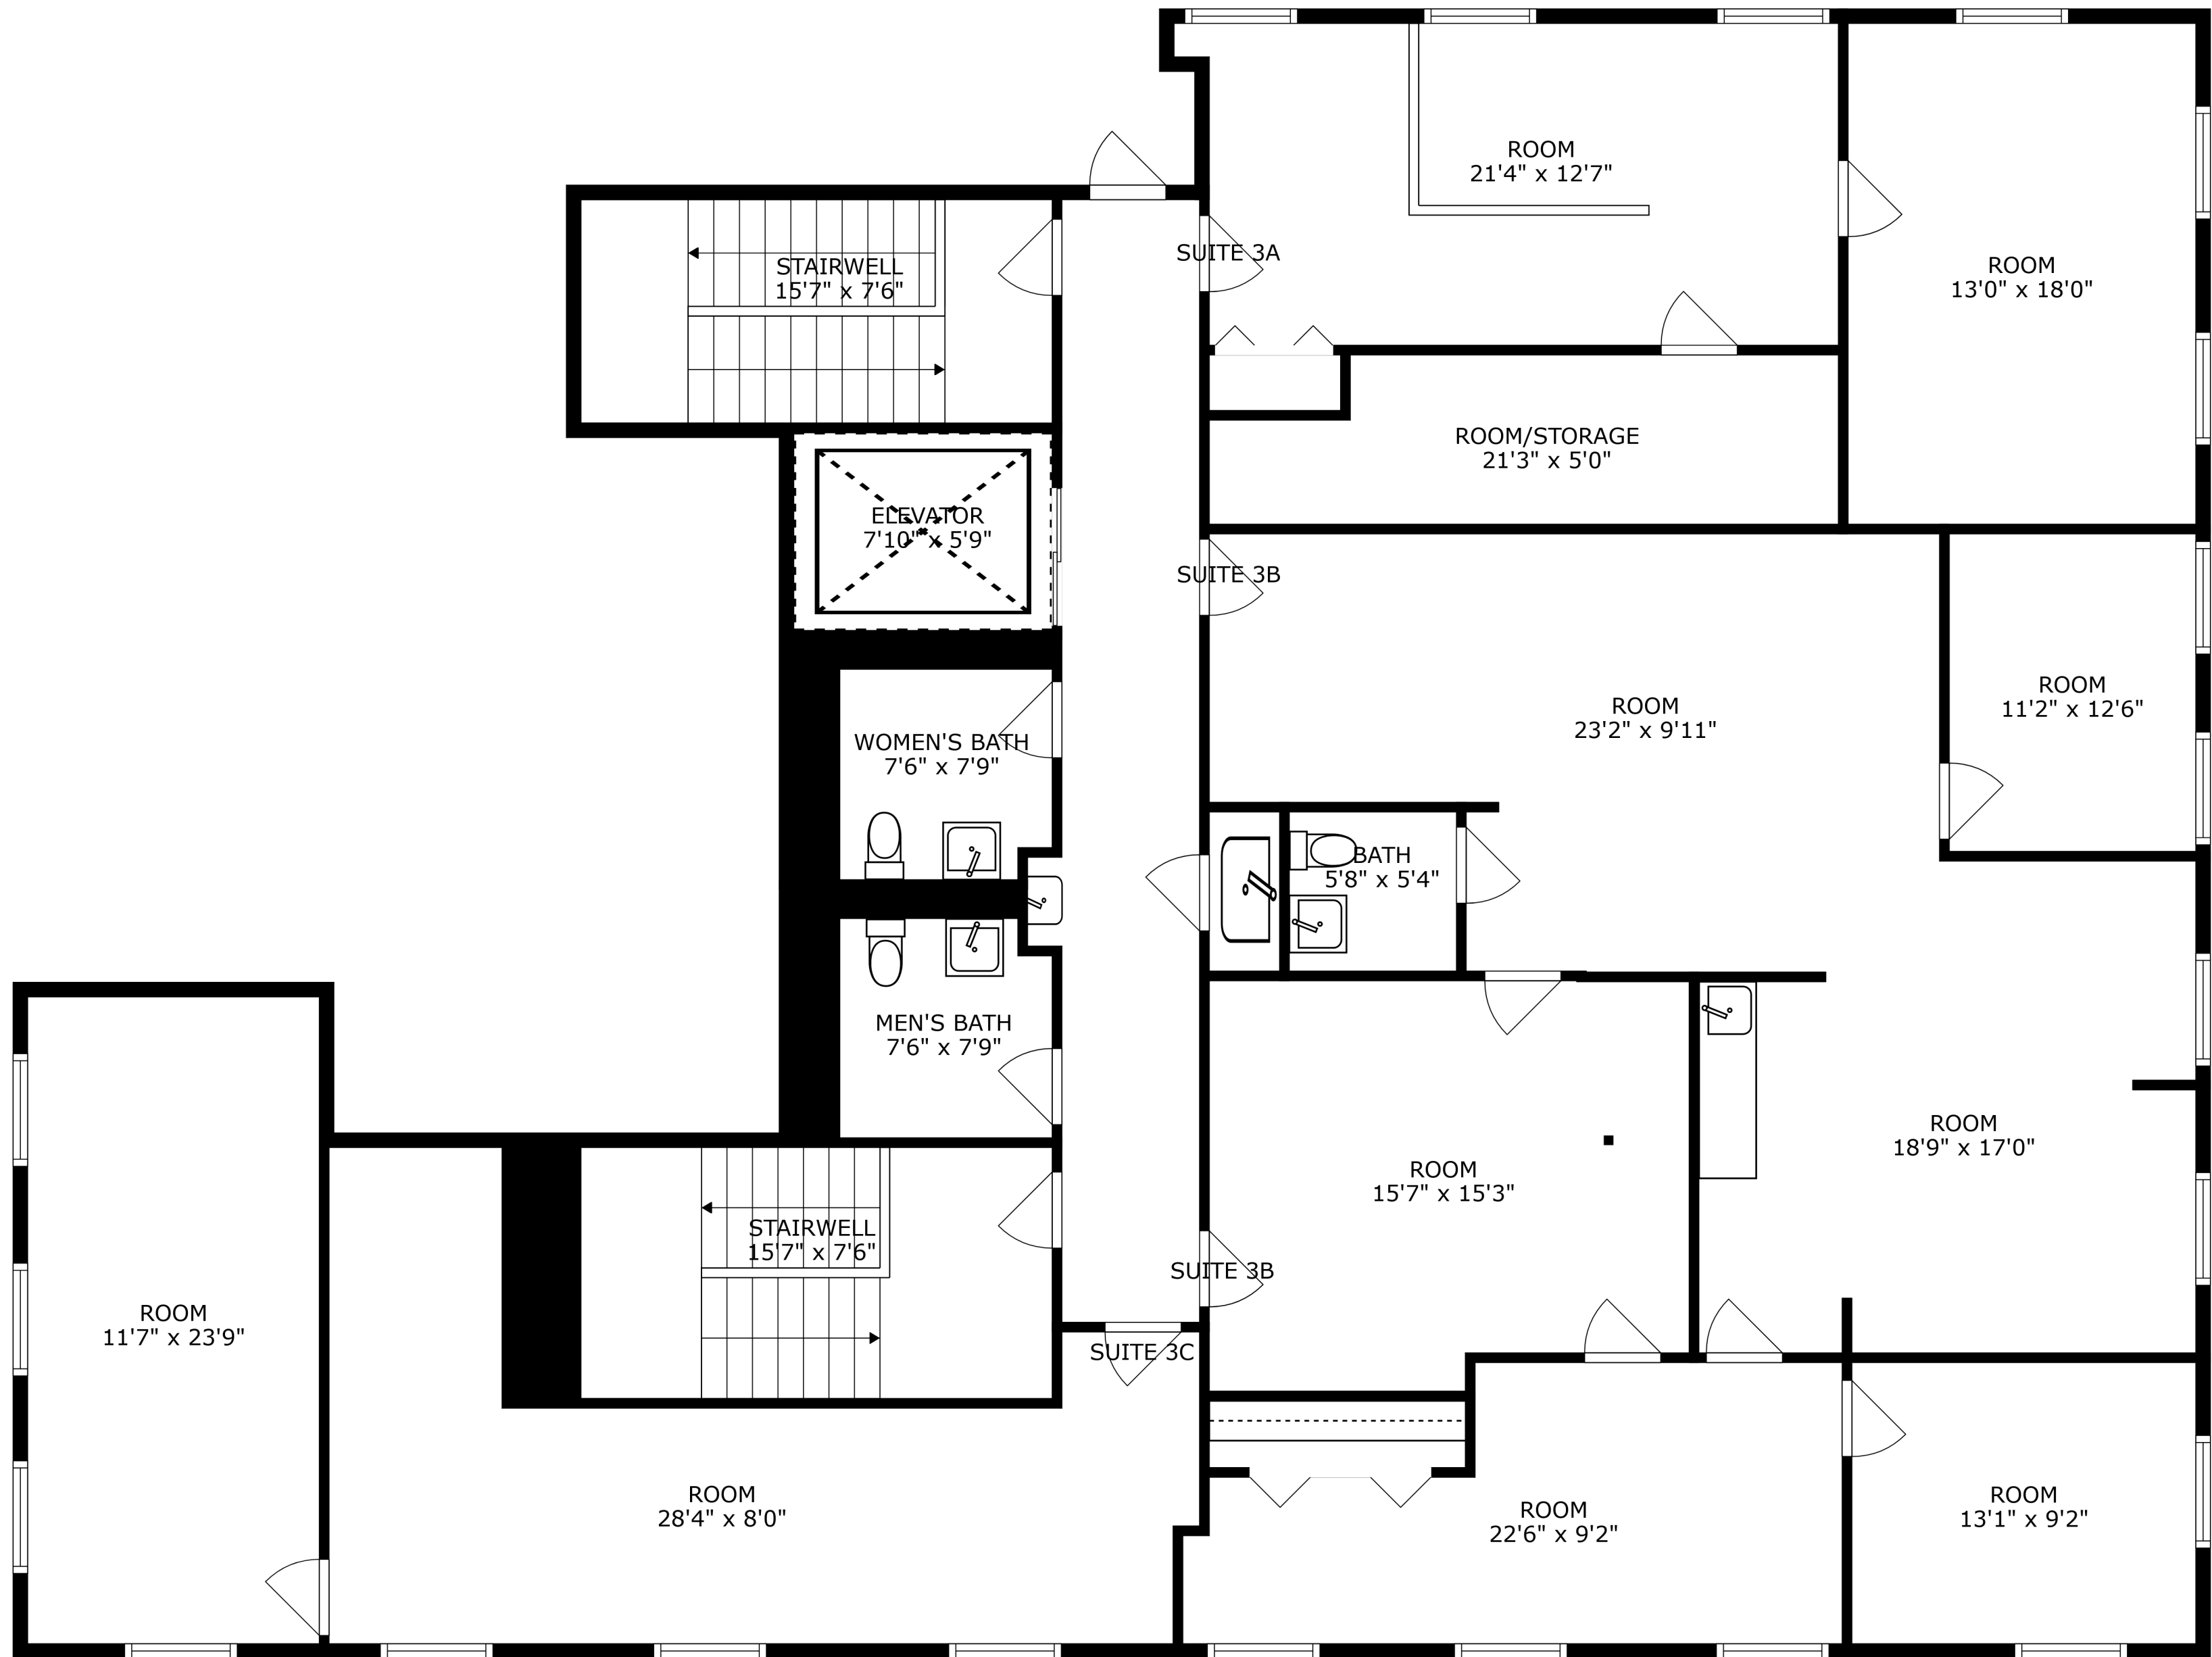 ROOM
21'4" x 12'7"
SUITE 3A
STAIRWELL
15'7" x 7'6"
ROOM
13'0" x 18'0"
ROOM/STORAGE
21'3" x 5'0"
ELEVATOR
7'10" x 5'9"
SUITE 3B
ROOM
23'2" x 9'11"
ROOM
11'2" x 12'6"
WOMEN'S BATH
7'6" x 7'9"
BATH
5'8" x 5'4"
MEN'S BATH
7'6" x 7'9"
ROOM
18'9" x 17'0"
ROOM
15'7" x 15'3"
STAIRWELL
15'7" x 7'6"
SUITE 3B
ROOM
11'7" x 23'9"
SUITE 3C
ROOM
28'4" x 8'0"
ROOM
22'6" x 9'2"
ROOM
13'1" x 9'2"